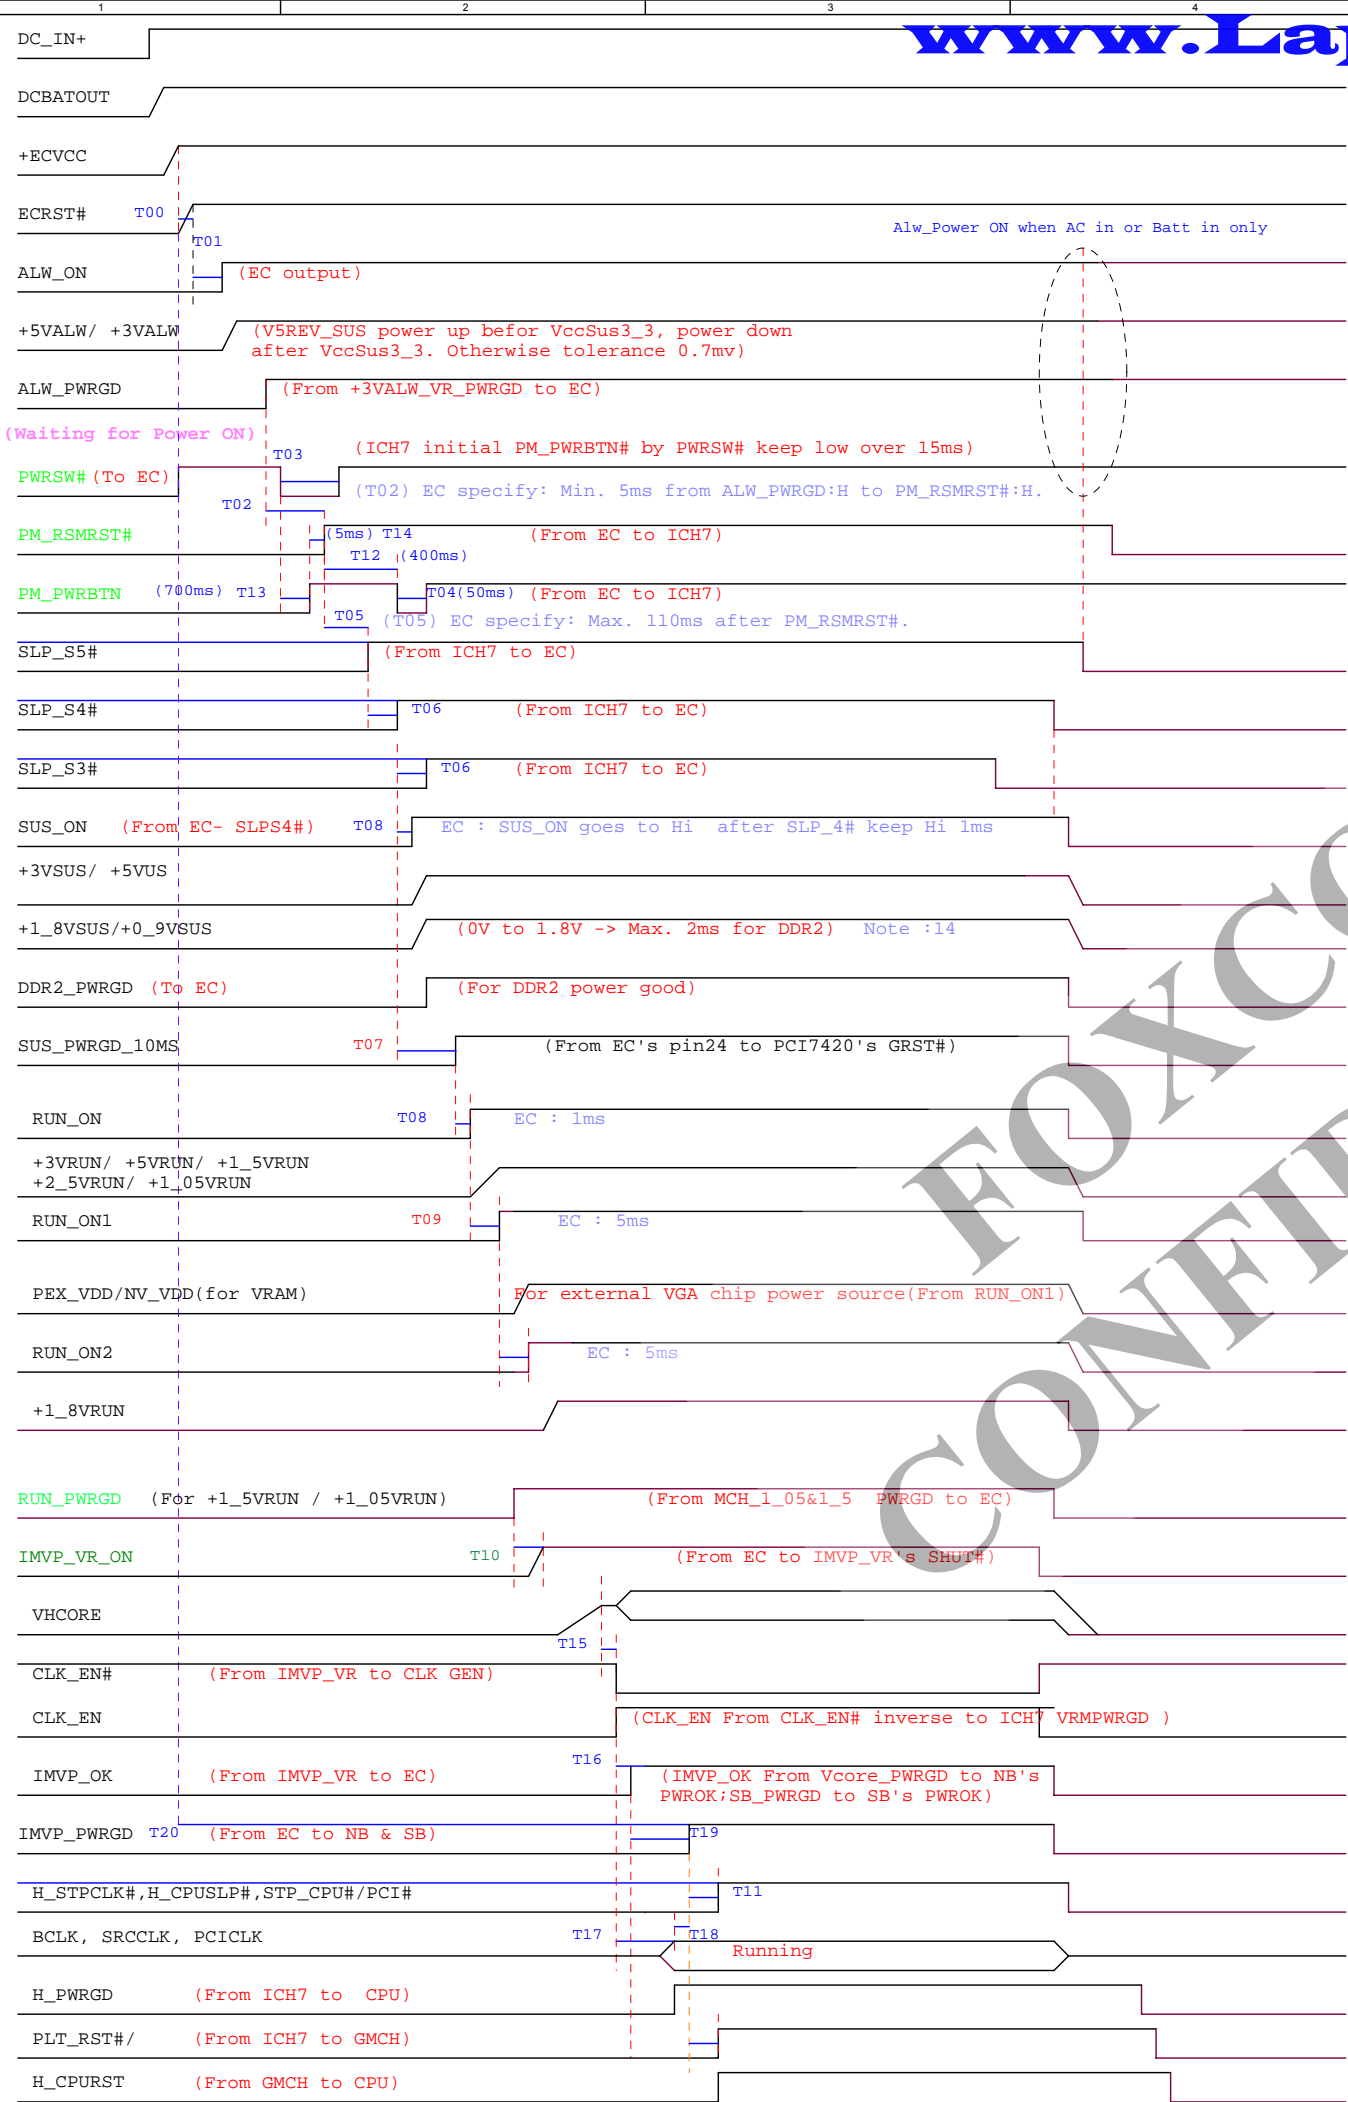 1 2 3 4
www.La
DC_IN+
DCBATOUT
+ECVCC
ECRST# T00
T01
Alw_Power ON when AC in or Batt in only
ALW_ON (EC output)
+5VALW/ +3VALW (V5REV_SUS power up befor VccSus3_3, power down
after VccSus3_3. Otherwise tolerance 0.7mv)
ALW_PWRGD (From +3VALW_VR_PWRGD to EC)
(Waiting for Power ON)
T03 (ICH7 initial PM_PWRBTN# by PWRSW# keep low over 15ms)
PWRSW# (To EC)
(T02) EC specify: Min. 5ms from ALW_PWRGD:H to PM_RSMRST#:H.
T02
PM_RSMRST# (5ms) T14 (From EC to ICH7)
T12 (400ms)
PM_PWRBTN (700ms) T13 T04(50ms) (From EC to ICH7)
T05 (T05) EC specify: Max. 110ms after PM_RSMRST#.
SLP_S5# (From ICH7 to EC)
SLP_S4# T06 (From ICH7 to EC)
SLP_S3# T06 (From ICH7 to EC)
SUS_ON (From EC- SLPS4#) T08 EC : SUS_ON goes to Hi after SLP_4# keep Hi 1ms
+3VSUS/ +5VUS
+1_8VSUS/+0_9VSUS (0V to 1.8V -> Max. 2ms for DDR2) Note :14
DDR2_PWRGD (To EC) (For DDR2 power good)
SUS_PWRGD_10MS T07 (From EC's pin24 to PCI7420's GRST#)
RUN_ON T08 EC : 1ms
+3VRUN/ +5VRUN/ +1_5VRUN
+2_5VRUN/ +1_05VRUN
RUN_ON1 T09 EC : 5ms
PEX_VDD/NV_VDD(for VRAM) For external VGA chip power source(From RUN_ON1)
RUN_ON2 EC : 5ms
+1_8VRUN
RUN_PWRGD (For +1_5VRUN / +1_05VRUN) (From MCH_1_05&1_5 PWRGD to EC)
IMVP_VR_ON T10 (From EC to IMVP_VR's SHUT#)
VHCORE
T15
CLK_EN# (From IMVP_VR to CLK GEN)
CLK_EN (CLK_EN From CLK_EN# inverse to ICH7 VRMPWRGD )
T16
IMVP_OK (From IMVP_VR to EC) (IMVP_OK From Vcore_PWRGD to NB's
PWROK;SB_PWRGD to SB's PWROK)
IMVP_PWRGD T20 (From EC to NB & SB) T19
H_STPCLK#,H_CPUSLP#,STP_CPU#/PCI# T11
BCLK, SRCCLK, PCICLK T17 T18
Running
H_PWRGD (From ICH7 to CPU)
PLT_RST#/ (From ICH7 to GMCH)
H_CPURST (From GMCH to CPU)
FOXCO
CONFI